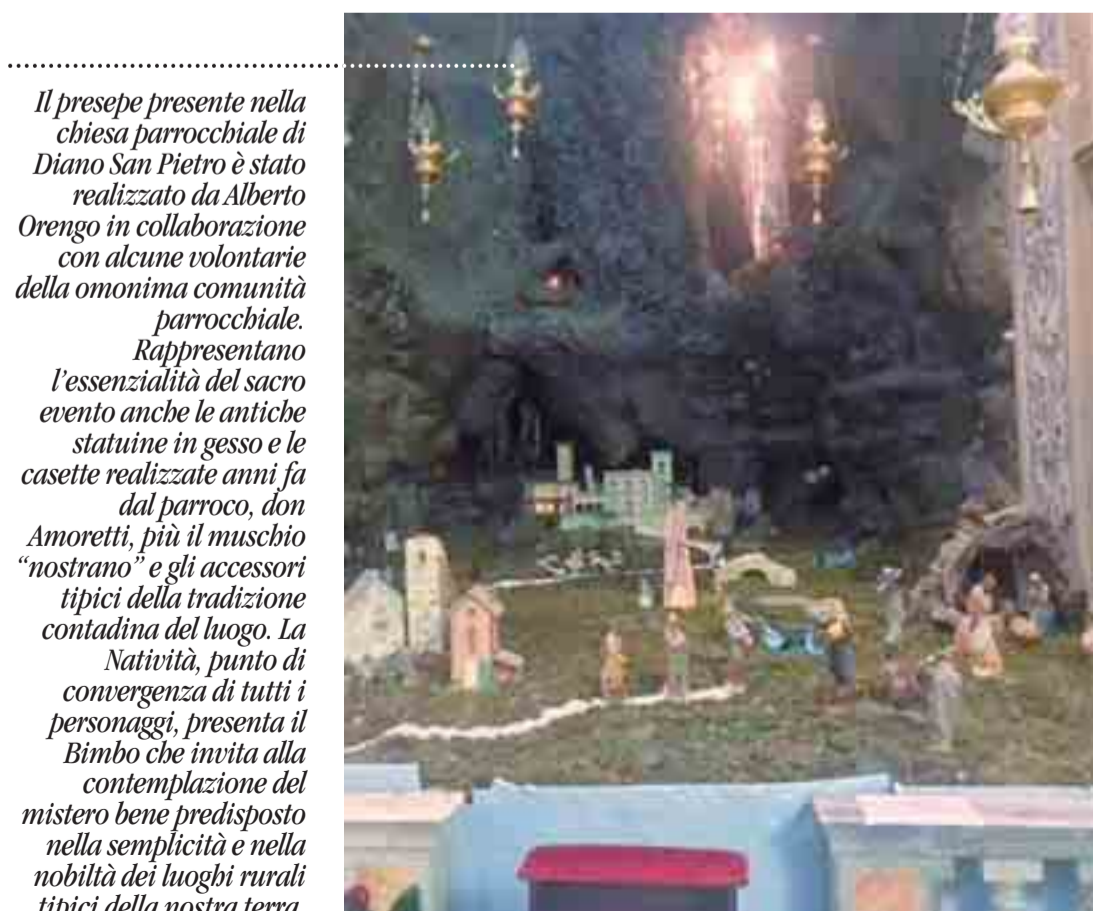 Il presepe presente nella
chiesa parrocchiale di
Diano San Pietro è stato
realizzato da Alberto
Orengo in collaborazione
con alcune volontarie
della omonima comunità
parrocchiale.
Rappresentano
l'essenzialità del sacro
evento anche le antiche
statuine in gesso e le
casette realizzate anni fa
dal parroco, don
Amoretti, più il muschio
“nostrano” e gli accessori
tipici della tradizione
contadina del luogo. La
Natività, punto di
convergenza di tutti i
personaggi, presenta il
Bimbo che invita alla
contemplazione del
mistero bene predisposto
nella semplicità e nella
nobiltà dei luoghi rurali
tipici della nostra terra.